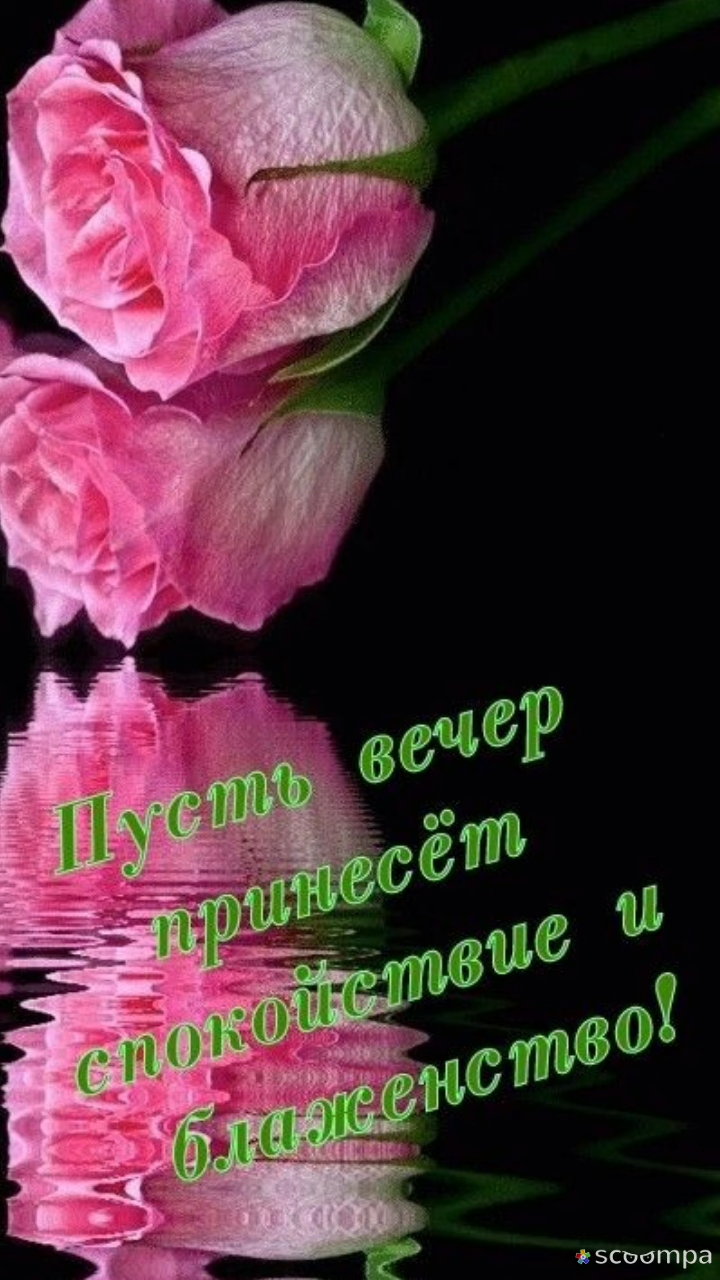 Пусть вечер
принесёт
спокойствие и
блаженство!
scoompa